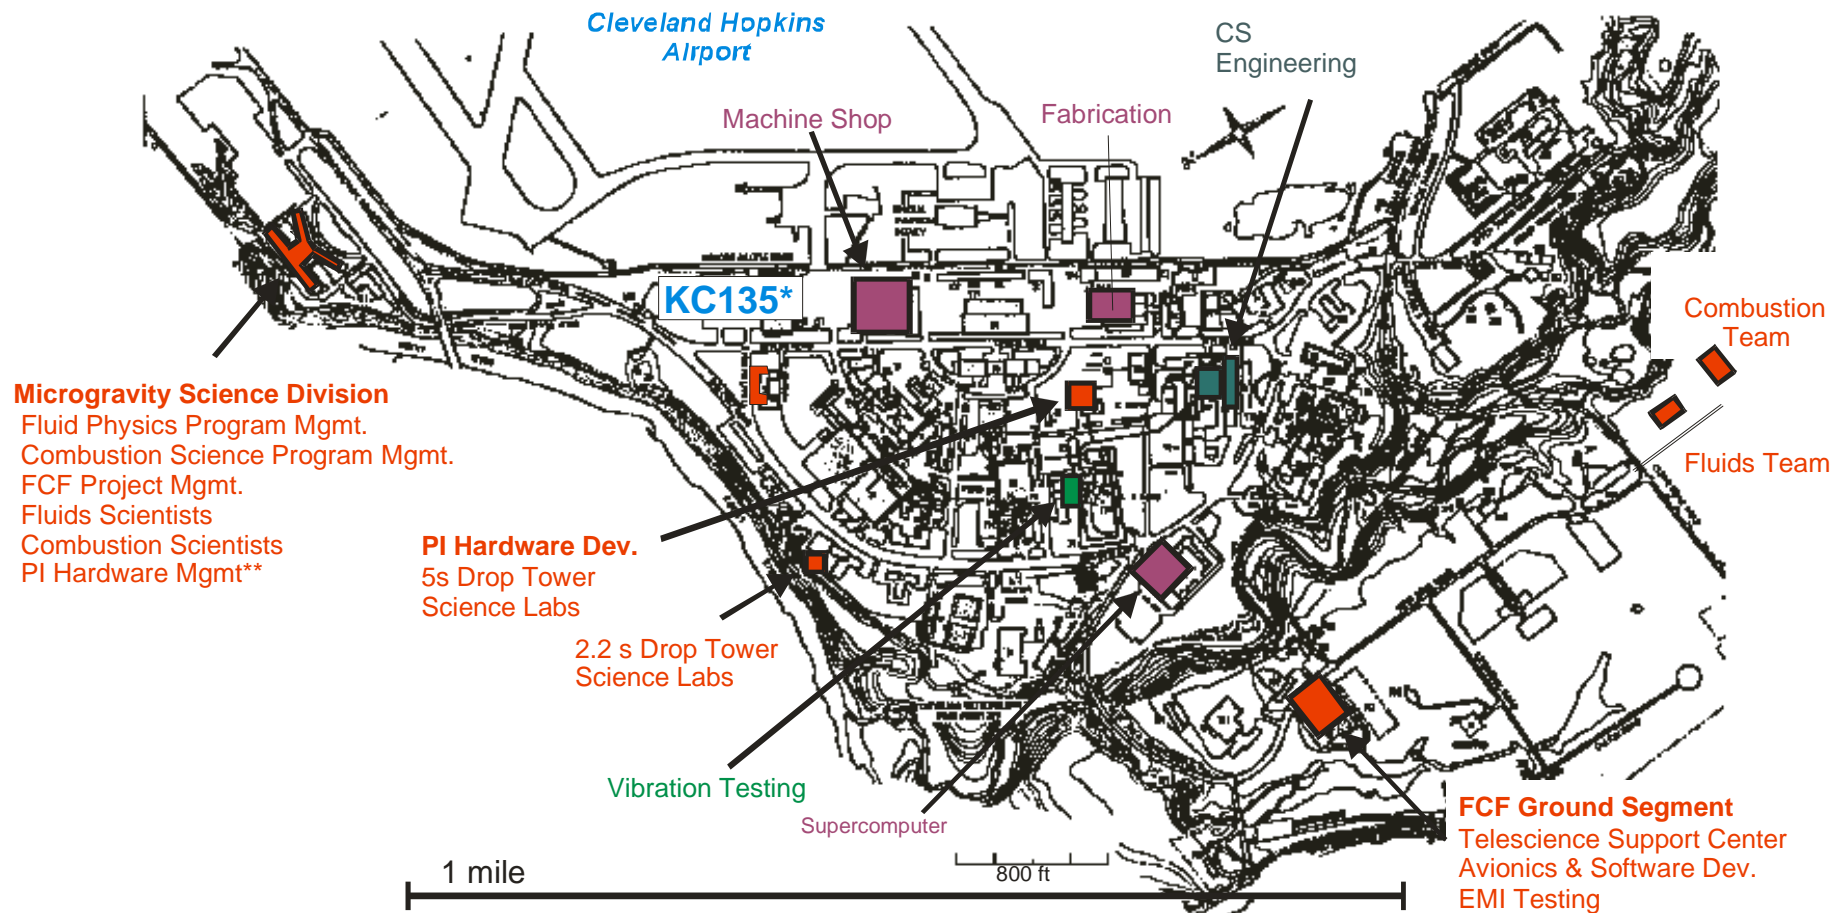 Cleveland Hopkins
Airport
CS
Engineering
Machine Shop
Fabrication
KC135*
Combustion
Team
Fluids Team
Microgravity Science Division
Fluid Physics Program Mgmt.
Combustion Science Program Mgmt.
FCF Project Mgmt.
Fluids Scientists
Combustion Scientists
PI Hardware Mgmt**
PI Hardware Dev.
5s Drop Tower
Science Labs
2.2 s Drop Tower
Science Labs
Vibration Testing
Supercomputer
FCF Ground Segment
Telescience Support Center
Avionics & Software Dev.
EMI Testing
1 mile
800 ft